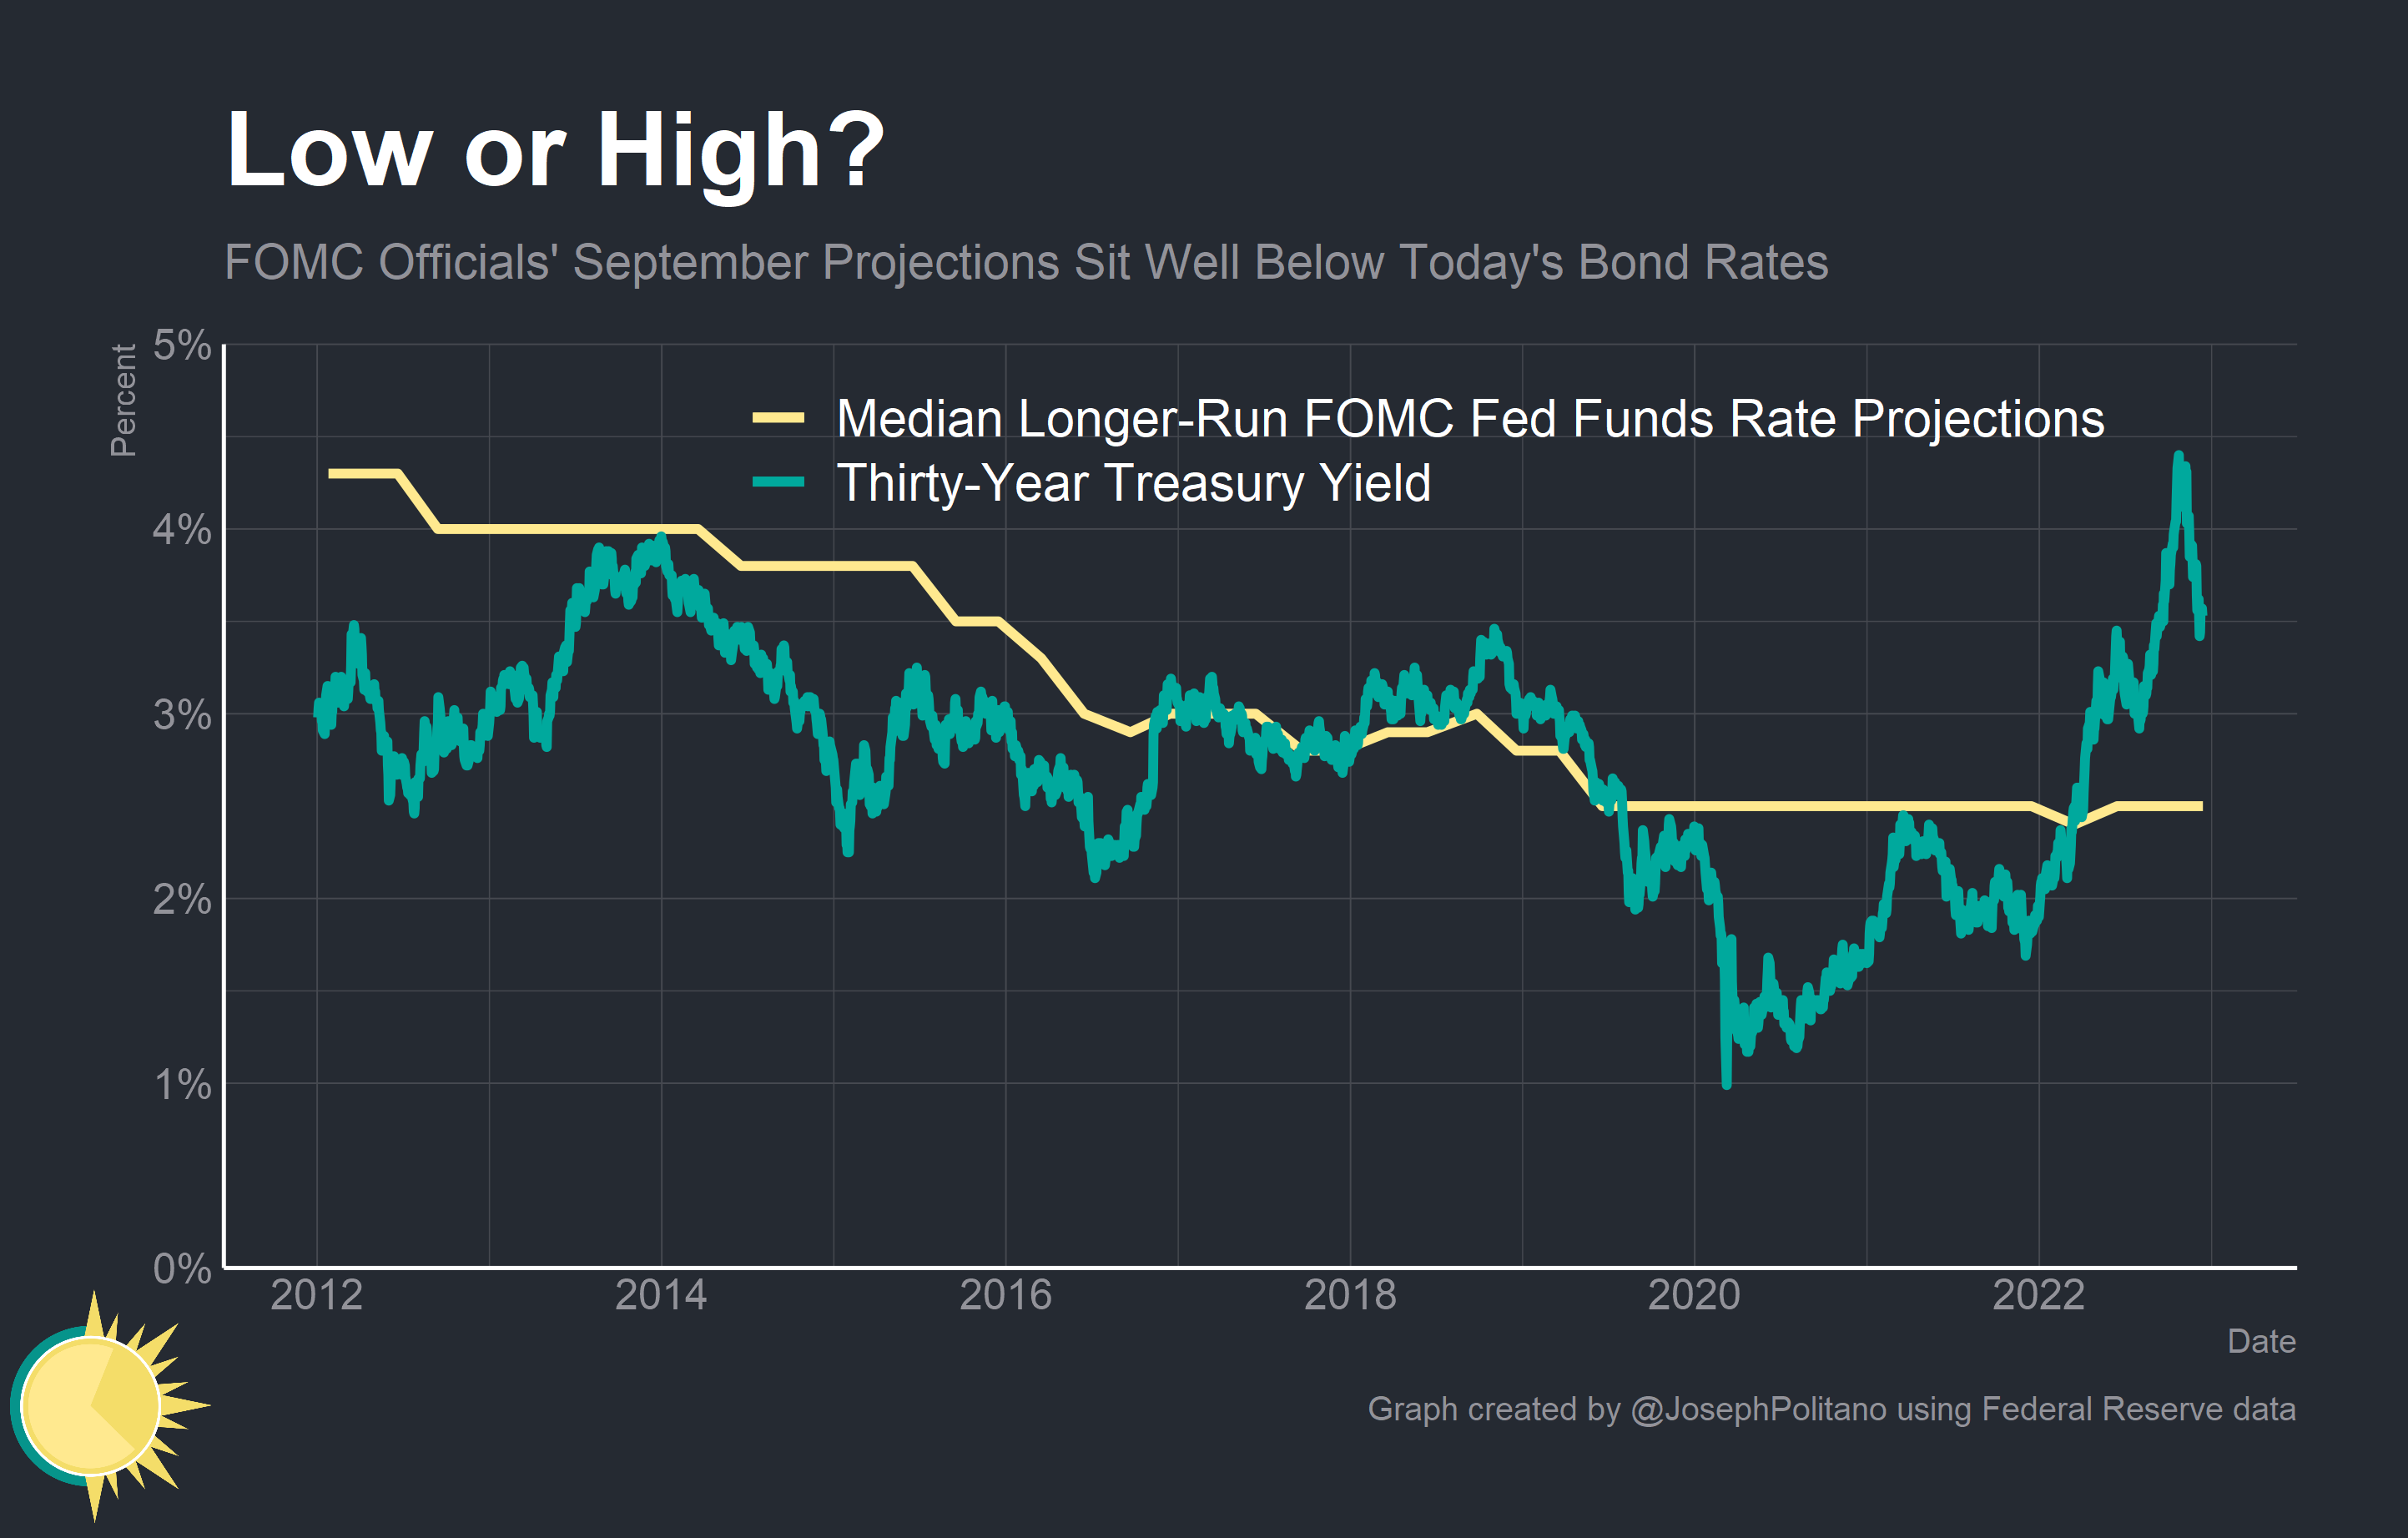 Low or High?
FOMC Officials' September Projections Sit Well Below Today's Bond Rates
Percent
5%
4%
3%
2%
1%
0%
Median Longer-Run FOMC Fed Funds Rate Projections
Thirty-Year Treasury Yield
2012
2014
2016
2018
2020
2022
Date
Graph created by @JosephPolitano using Federal Reserve data